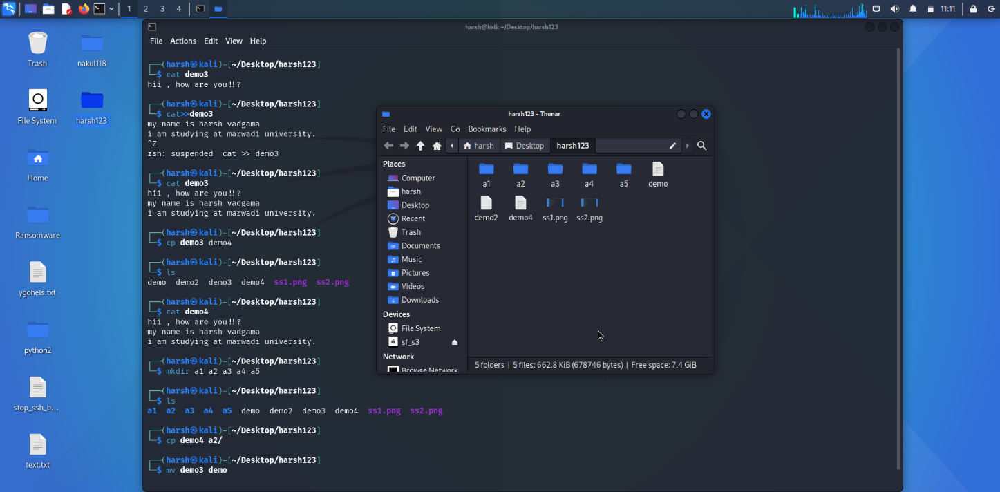 1 2 3 4
11:11
Trash
nakul118
File System
harsh123
Home
Ransomware
ygohels.txt
python2
stop_ssh_b...
text.txt
harsh@kali: ~/Desktop/harsh123
File Actions Edit View Help
┌──(harsh㉿kali)-[~/Desktop/harsh123]
└─$ cat demo3
hii , how are you!!?
┌──(harsh㉿kali)-[~/Desktop/harsh123]
└─$ cat>>demo3
my name is harsh vadgama
i am studying at marwadi university.
^Z
zsh: suspended  cat >> demo3
┌──(harsh㉿kali)-[~/Desktop/harsh123]
└─$ cat demo3
hii , how are you!!?
my name is harsh vadgama
i am studying at marwadi university.
┌──(harsh㉿kali)-[~/Desktop/harsh123]
└─$ cp demo3 demo4
┌──(harsh㉿kali)-[~/Desktop/harsh123]
└─$ ls
demo  demo2  demo3  demo4  ss1.png  ss2.png
┌──(harsh㉿kali)-[~/Desktop/harsh123]
└─$ cat demo4
hii , how are you!!?
my name is harsh vadgama
i am studying at marwadi university.
┌──(harsh㉿kali)-[~/Desktop/harsh123]
└─$ mkdir a1 a2 a3 a4 a5
┌──(harsh㉿kali)-[~/Desktop/harsh123]
└─$ ls
a1  a2  a3  a4  a5  demo  demo2  demo3  demo4  ss1.png  ss2.png
┌──(harsh㉿kali)-[~/Desktop/harsh123]
└─$ cp demo4 a2/
┌──(harsh㉿kali)-[~/Desktop/harsh123]
└─$ mv demo3 demo
harsh123 - Thunar
File Edit View Go Bookmarks Help
harsh Desktop harsh123
Places
Computer
harsh
Desktop
Recent
Trash
Documents
Music
Pictures
Videos
Downloads
Devices
File System
sf_s3
Network
Browse Network
a1 a2 a3 a4 a5 demo
demo2 demo4 ss1.png ss2.png
5 folders | 5 files: 662.8 KiB (678746 bytes) | Free space: 7.4 GiB